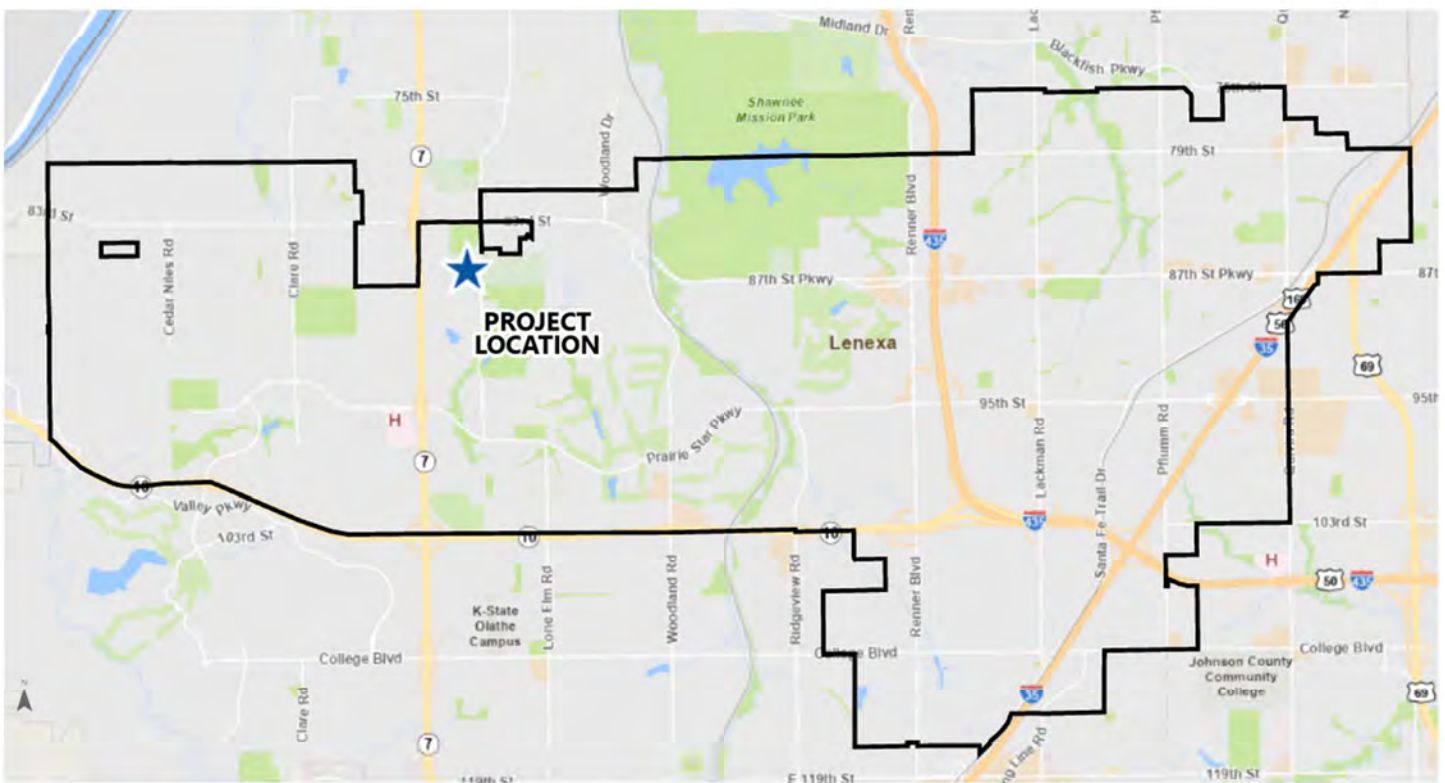 Midland Dr
Blackfish Pkwy
75th St
75th St
Shawnee
Mission Park
Woodland Dr
7
79th St
83rd St
83rd St
Renner Blvd
435
Cedar Niles Rd
Clare Rd
87th St Pkwy
87th St Pkwy
169
56
35
69
PROJECT
LOCATION
Lenexa
95th St
H
Prairie Star Pkwy
7
Lackman Rd
Pflumm Rd
Santa Fe Trail Dr
10
Valley Pkwy
103rd St
10
10
435
103rd St
H
50
435
K-State
Olathe
Campus
Lone Elm Rd
Woodland Rd
Ridgeview Rd
Renner Blvd
College Blvd
College Blvd
College Blvd
Johnson County
Community
College
Clare Rd
N
35
69
7
119th St
E 119th St
119th St